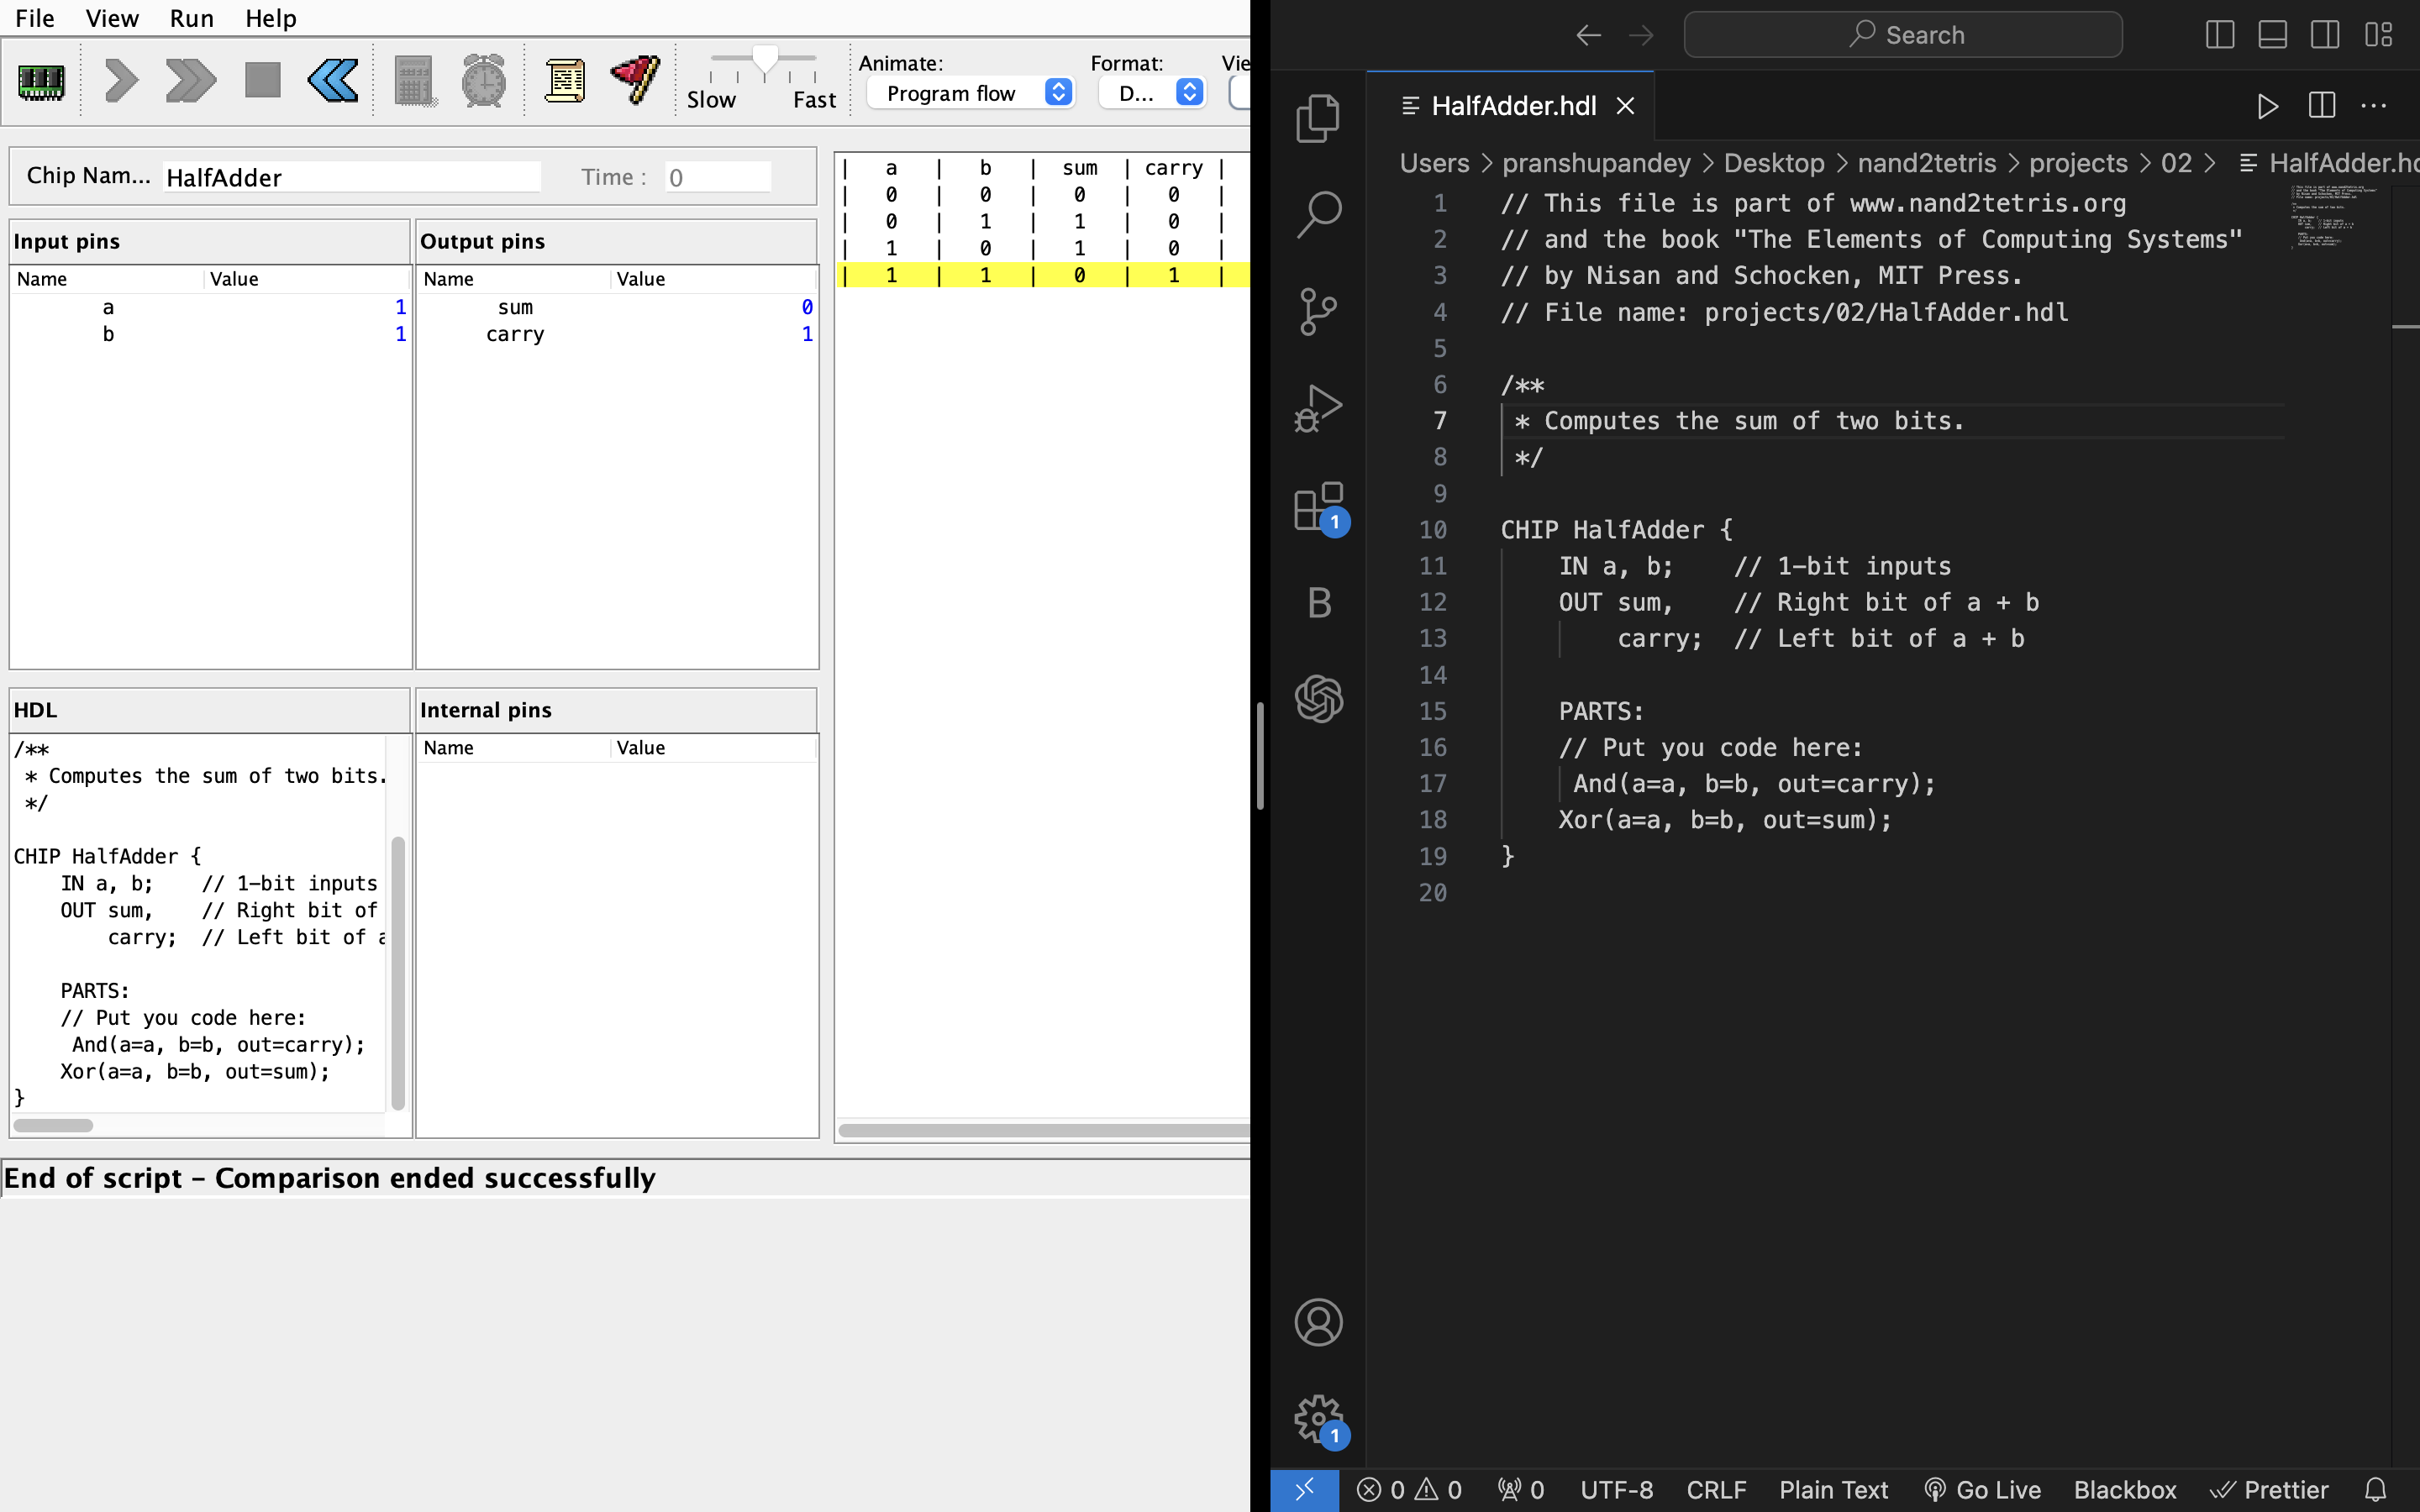 File View Run Help
Slow Fast
Animate:
Program flow
Format:
D...
Vie
Chip Nam... HalfAdder Time : 0
Input pins
Name Value
a 1
b 1
Output pins
Name Value
sum 0
carry 1
HDL
/**
* Computes the sum of two bits.
*/
CHIP HalfAdder {
IN a, b; // 1-bit inputs
OUT sum, // Right bit of
carry; // Left bit of a
PARTS:
// Put you code here:
And(a=a, b=b, out=carry);
Xor(a=a, b=b, out=sum);
}
Internal pins
Name Value
| a | b | sum | carry |
| 0 | 0 | 0 | 0 |
| 0 | 1 | 1 | 0 |
| 1 | 0 | 1 | 0 |
| 1 | 1 | 0 | 1 |
End of script – Comparison ended successfully
Search
HalfAdder.hdl
Users > pranshupandey > Desktop > nand2tetris > projects > 02 > HalfAdder.hd
1 // This file is part of www.nand2tetris.org
2 // and the book "The Elements of Computing Systems"
3 // by Nisan and Schocken, MIT Press.
4 // File name: projects/02/HalfAdder.hdl
5
6 /**
7 * Computes the sum of two bits.
8 */
9
10 CHIP HalfAdder {
11 IN a, b; // 1-bit inputs
12 OUT sum, // Right bit of a + b
13 carry; // Left bit of a + b
14
15 PARTS:
16 // Put you code here:
17 And(a=a, b=b, out=carry);
18 Xor(a=a, b=b, out=sum);
19 }
20
1
B
1
0 0 0 UTF-8 CRLF Plain Text Go Live Blackbox Prettier